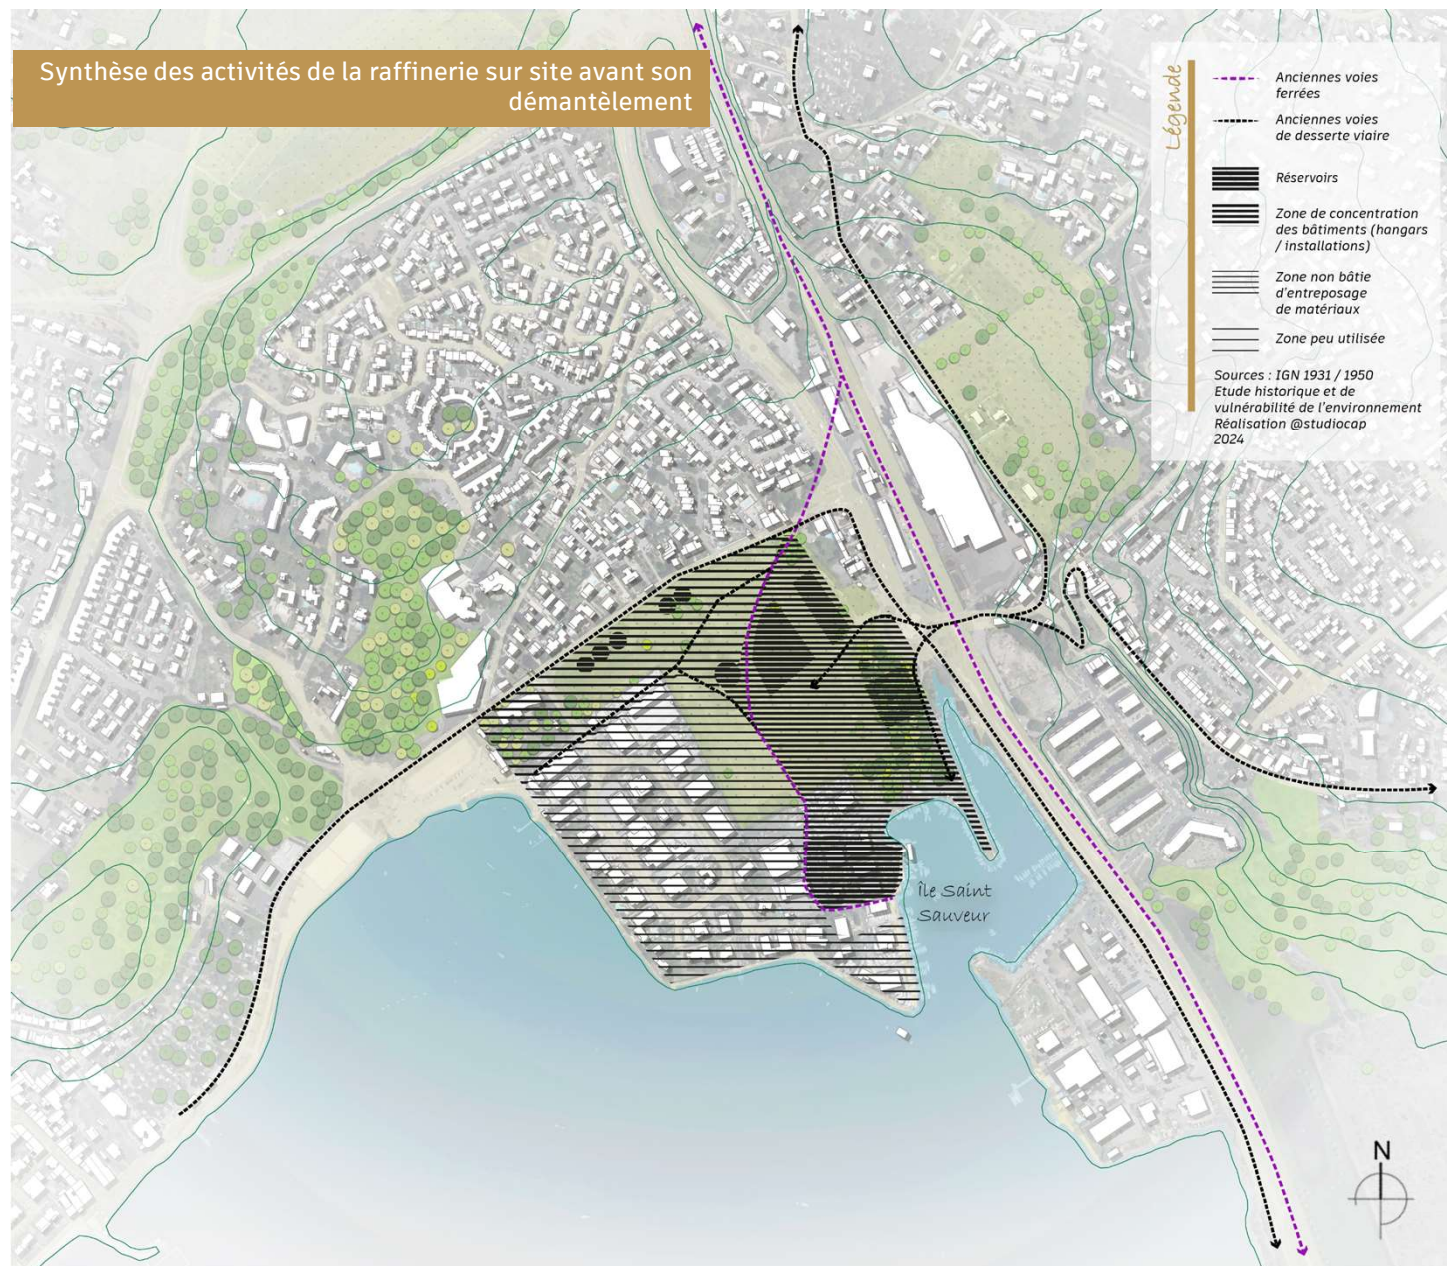 Synthèse des activités de la raffinerie sur site avant son
démantèlement
Légende
Anciennes voies
ferrées
Anciennes voies
de desserte viaire
Réservoirs
Zone de concentration
des bâtiments (hangars
/ installations)
Zone non bâtie
d'entreposage
de matériaux
Zone peu utilisée
Sources : IGN 1931 / 1950
Etude historique et de
vulnérabilité de l'environnement
Réalisation @studiocap
2024
Île Saint
Sauveur
N